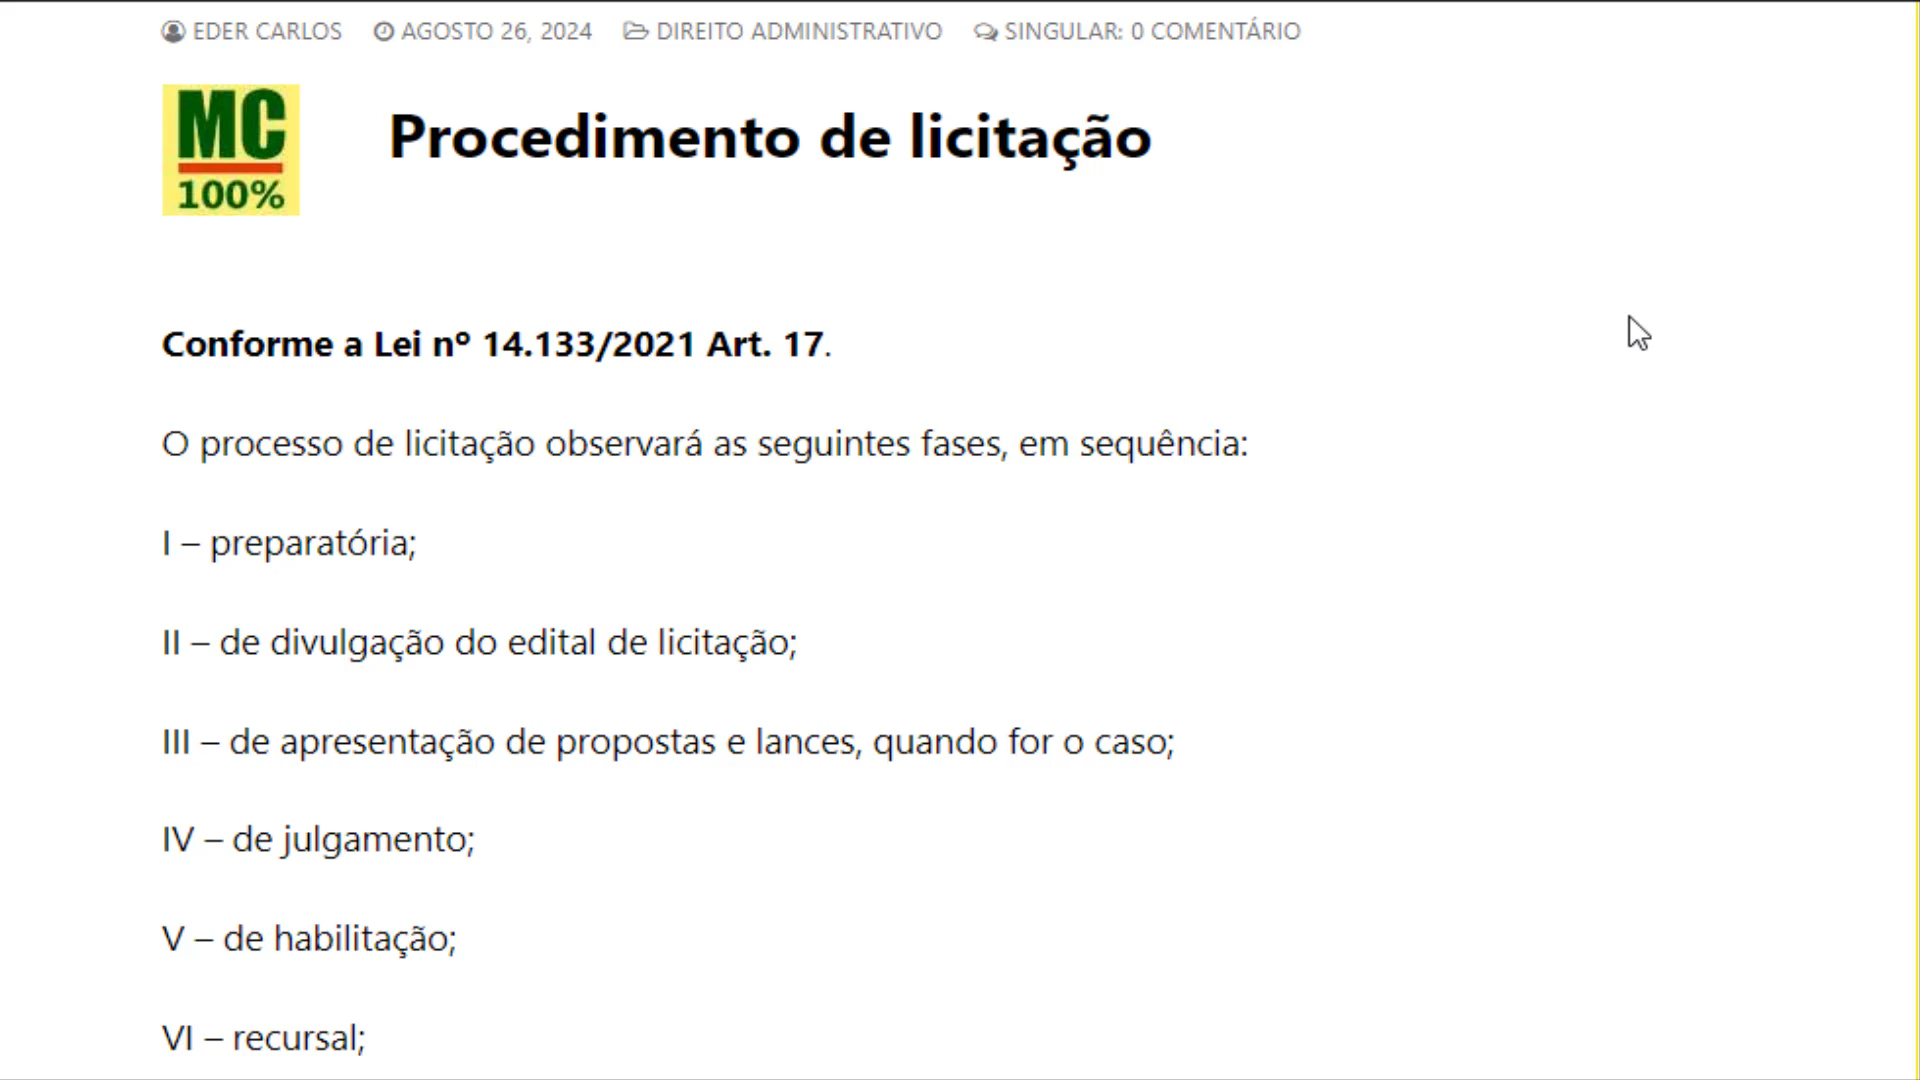 EDER CARLOS AGOSTO 26, 2024 DIREITO ADMINISTRATIVO SINGULAR: 0 COMENTÁRIO
MC
100%
Procedimento de licitação
Conforme a Lei nº 14.133/2021 Art. 17.
O processo de licitação observará as seguintes fases, em sequência:
I – preparatória;
II – de divulgação do edital de licitação;
III – de apresentação de propostas e lances, quando for o caso;
IV – de julgamento;
V – de habilitação;
VI – recursal;